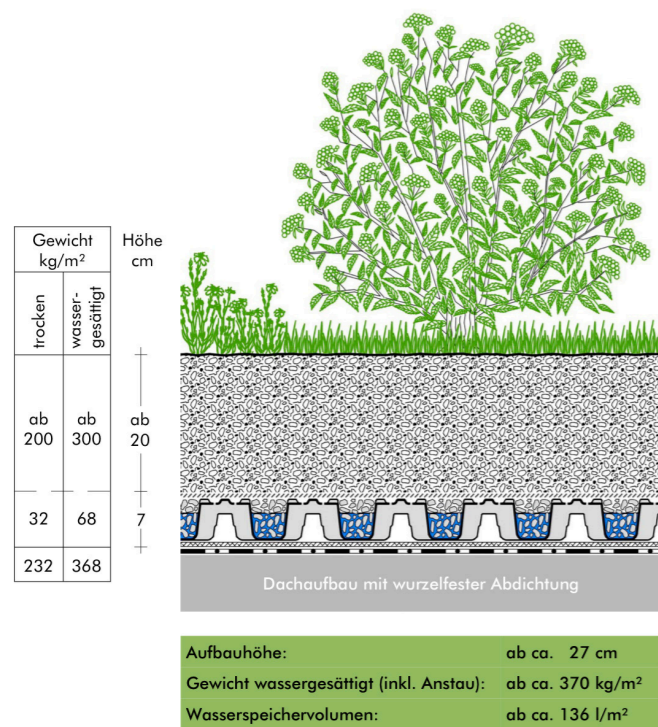 Gewicht
kg/m²
Höhe
cm
trocken
wasser-
gesättigt
ab
200
ab
300
ab
20
32
68
7
232
368
Dachaufbau mit wurzelfester Abdichtung
Aufbauhöhe: ab ca. 27 cm
Gewicht wassergesättigt (inkl. Anstau): ab ca. 370 kg/m²
Wasserspeichervolumen: ab ca. 136 l/m²